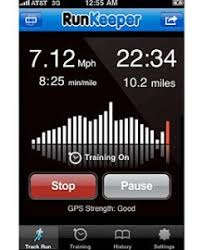 AT&T 3G 12:55 AM
RunKeeper
7.12 Mph 22:34
8:25 min/mile 10.2 miles
Training On
Stop Pause
GPS Strength: Good
Track Run Training History Settings